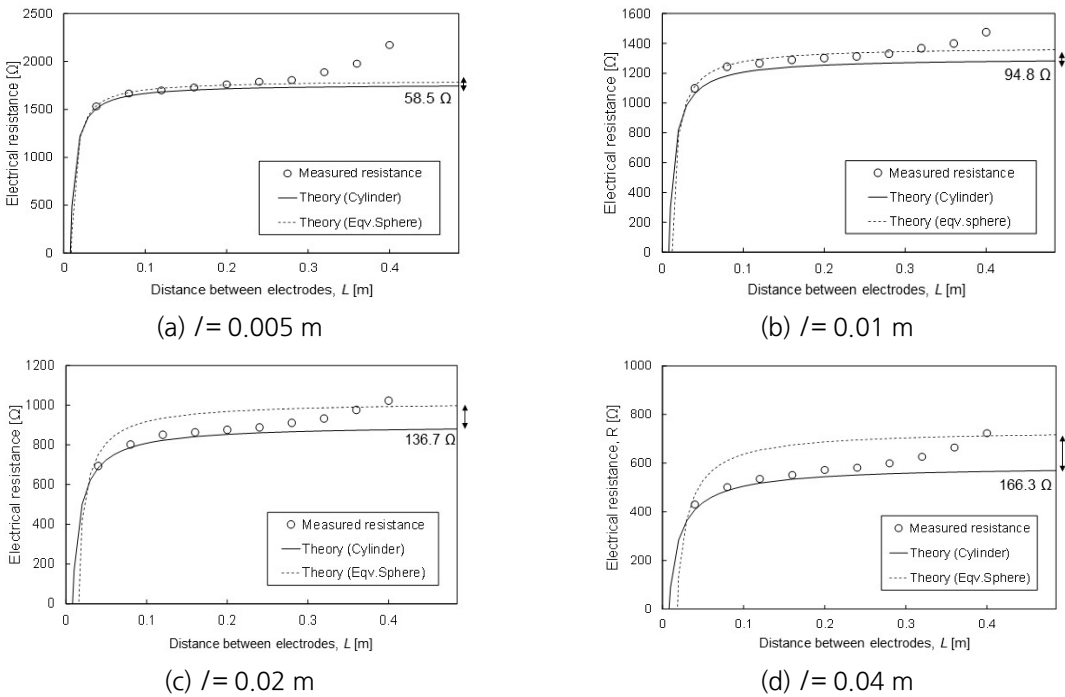 2500
2000
1500
1000
500
0
Electrical resistance [Ω]
58.5 Ω
Measured resistance
Theory (Cylinder)
Theory (Eqv.Sphere)
0 0.1 0.2 0.3 0.4
Distance between electrodes, L [m]
(a) l= 0.005 m
1600
1400
1200
1000
800
600
400
200
0
Electrical resistance [Ω]
94.8 Ω
Measured resistance
Theory (Cylinder)
Theory (eqv.sphere)
0 0.1 0.2 0.3 0.4
Distance between electrodes, L [m]
(b) l= 0.01 m
1200
1000
800
600
400
200
0
Electrical resistance [Ω]
136.7 Ω
Measured resistance
Theory (Cylinder)
Theory (Eqv.Sphere)
0 0.1 0.2 0.3 0.4
Distance between electrodes, L [m]
(c) l= 0.02 m
1000
800
600
400
200
0
Electrical resistance, R [Ω]
166.3 Ω
Measured resistance
Theory (Cylinder)
Theory (Eqv.Sphere)
0 0.1 0.2 0.3 0.4
Distance between electrodes, L [m]
(d) l= 0.04 m